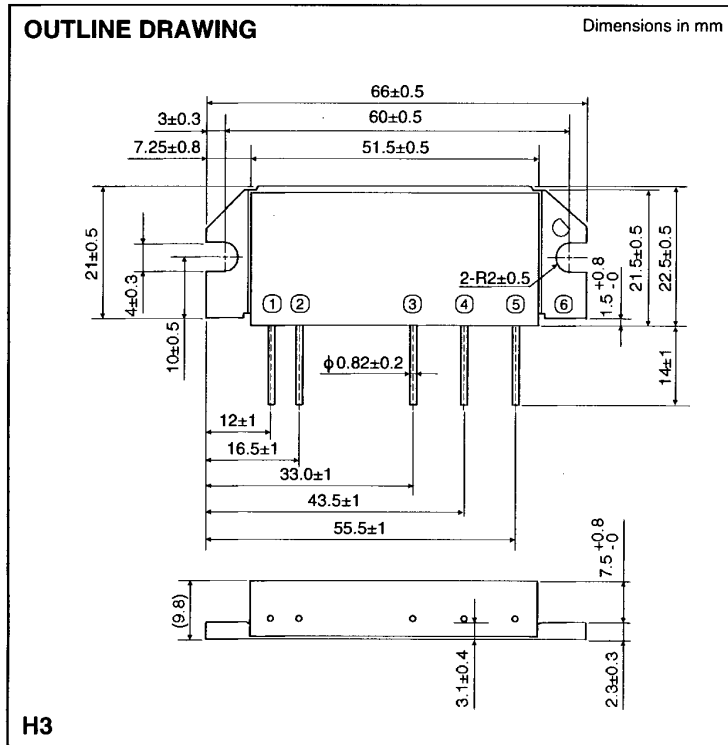 OUTLINE DRAWING
Dimensions in mm
66±0.5
3±0.3
60±0.5
7.25±0.8
51.5±0.5
21±0.5
4±0.3
10±0.5
2-R2±0.5
1.5 +0.8 -0
21.5±0.5
22.5±0.5
① ② ③ ④ ⑤ ⑥
ϕ0.82±0.2
14±1
12±1
16.5±1
33.0±1
43.5±1
55.5±1
(9.8)
3.1±0.4
7.5 +0.8 -0
2.3±0.3
H3